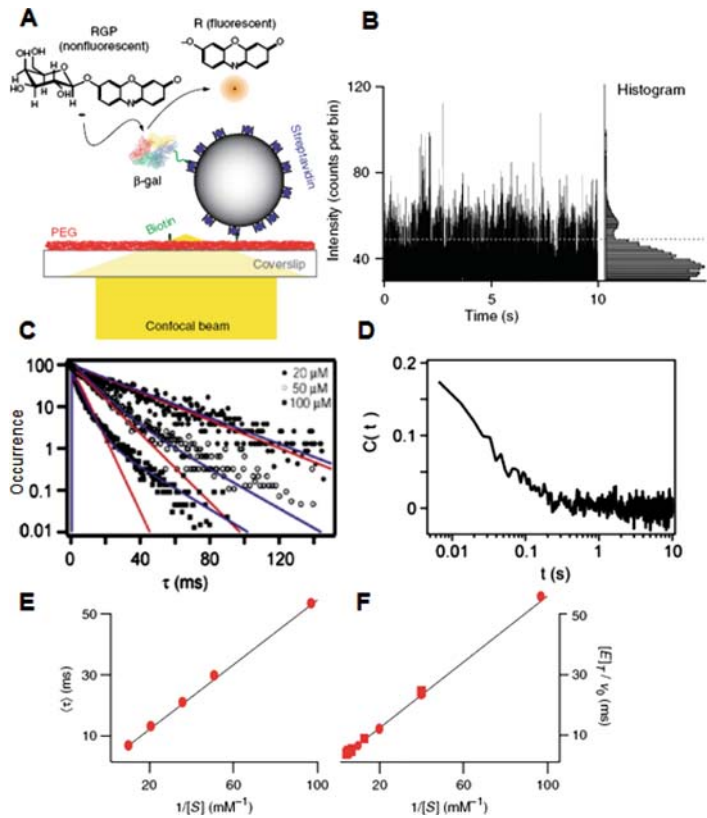 A
RGP
(nonfluorescent)
R (fluorescent)
β-gal
Streptavidin
PEG
Biotin
Coverslip
Confocal beam
B
Intensity (counts per bin)
120
80
40
0
5
10
Time (s)
Histogram
C
Occurrence
100
10
1
0.1
0.01
0
40
80
120
τ (ms)
20 μM
50 μM
100 μM
D
C(t)
0.2
0.1
0
0.01
0.1
1
10
t (s)
E
⟨τ⟩ (ms)
50
30
10
20
60
100
1/[S] (mM⁻¹)
F
50
30
10
[E]T / v0 (ms)
20
60
100
1/[S] (mM⁻¹)